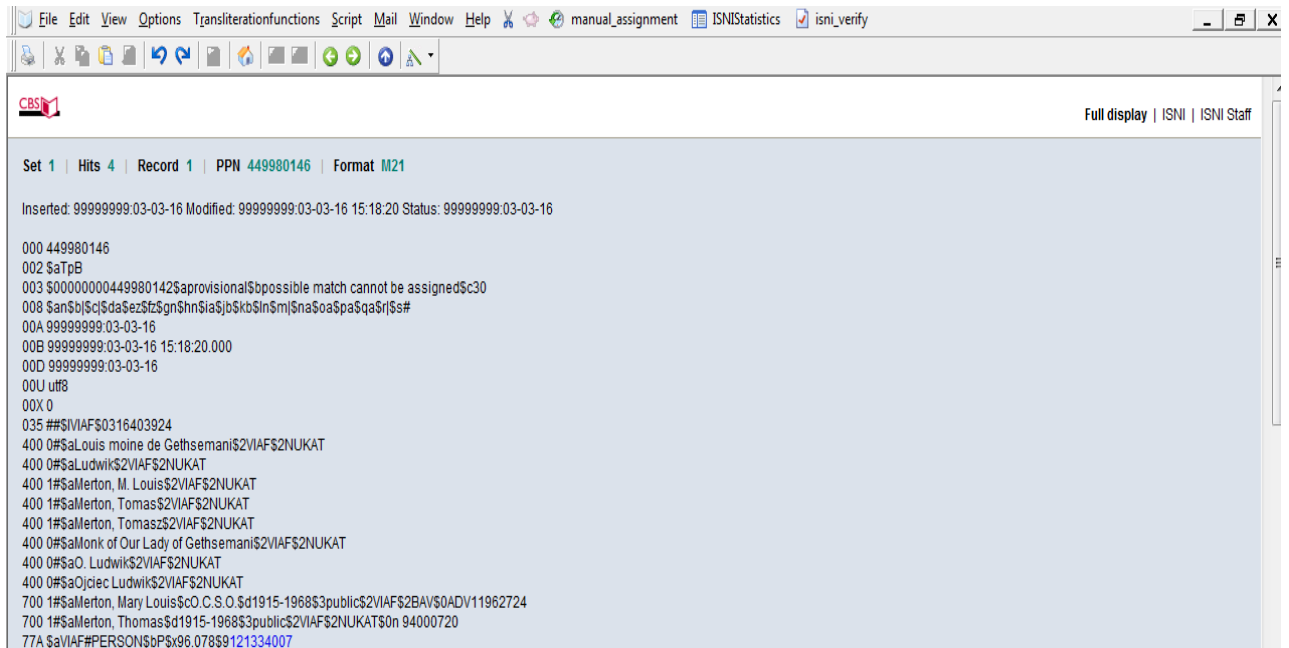 File Edit View Options Transliterationfunctions Script Mail Window Help manual_assignment ISNIStatistics isni_verify
CBS
Full display | ISNI | ISNI Staff
Set 1 | Hits 4 | Record 1 | PPN 449980146 | Format M21
Inserted: 99999999:03-03-16 Modified: 99999999:03-03-16 15:18:20 Status: 99999999:03-03-16
000 449980146
002 $aTpB
003 $00000000449980142$aprovisional$bpossible match cannot be assigned$c30
008 $an$b|$c|$da$ez$fz$gn$hn$ia$jb$kb$ln$m|$na$oa$pa$qa$r|$s#
00A 99999999:03-03-16
00B 99999999:03-03-16 15:18:20.000
00D 99999999:03-03-16
00U utf8
00X 0
035 ##$IVIAF$0316403924
400 0#$aLouis moine de Gethsemani$2VIAF$2NUKAT
400 0#$aLudwik$2VIAF$2NUKAT
400 1#$aMerton, M. Louis$2VIAF$2NUKAT
400 1#$aMerton, Tomas$2VIAF$2NUKAT
400 1#$aMerton, Tomasz$2VIAF$2NUKAT
400 0#$aMonk of Our Lady of Gethsemani$2VIAF$2NUKAT
400 0#$aO. Ludwik$2VIAF$2NUKAT
400 0#$aOjciec Ludwik$2VIAF$2NUKAT
700 1#$aMerton, Mary Louis$cO.C.S.O.$d1915-1968$3public$2VIAF$2BAV$0ADV11962724
700 1#$aMerton, Thomas$d1915-1968$3public$2VIAF$2NUKAT$0n 94000720
77A $aVIAF#PERSON$bP$x96.078$9121334007